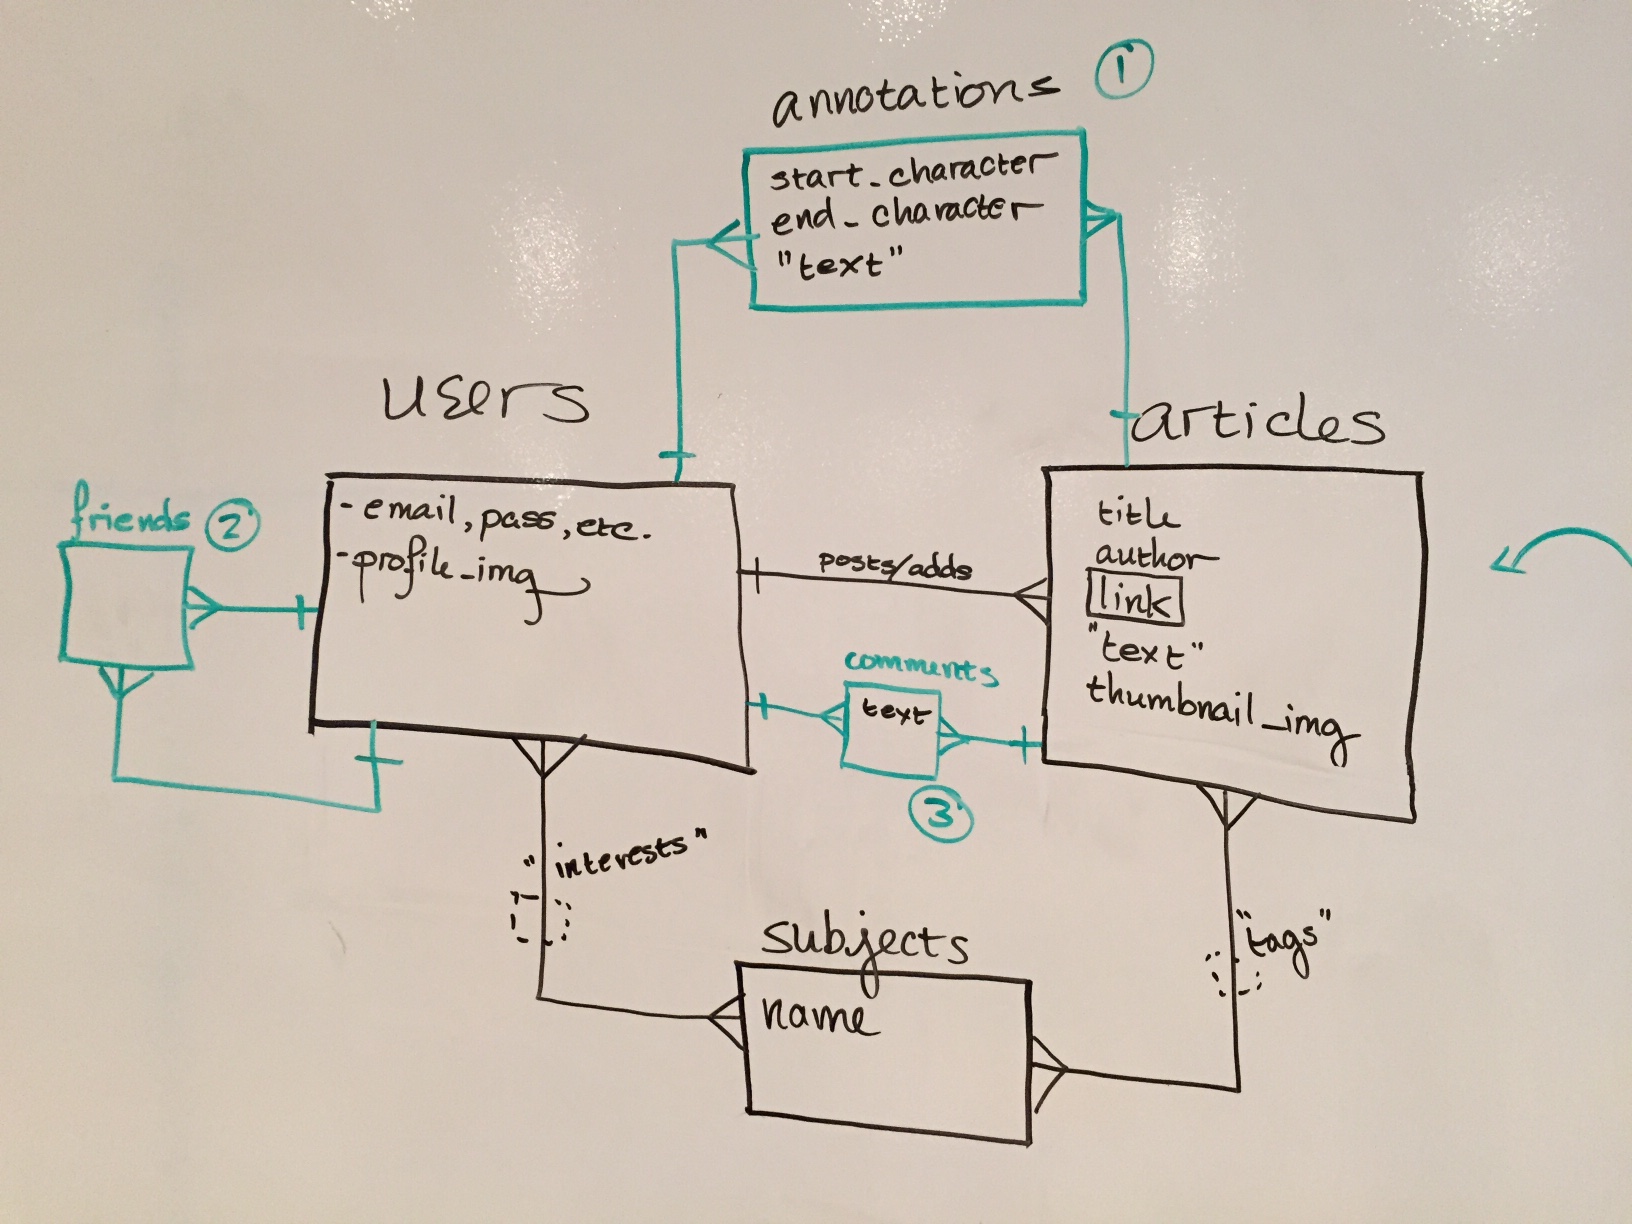 annotations ①
start_character
end_character
"text"
users
- email, pass, etc.
- profile_img
articles
title
author
link
"text"
thumbnail_img
friends ②
posts/adds
comments
text
③
"interests"
"tags"
subjects
name